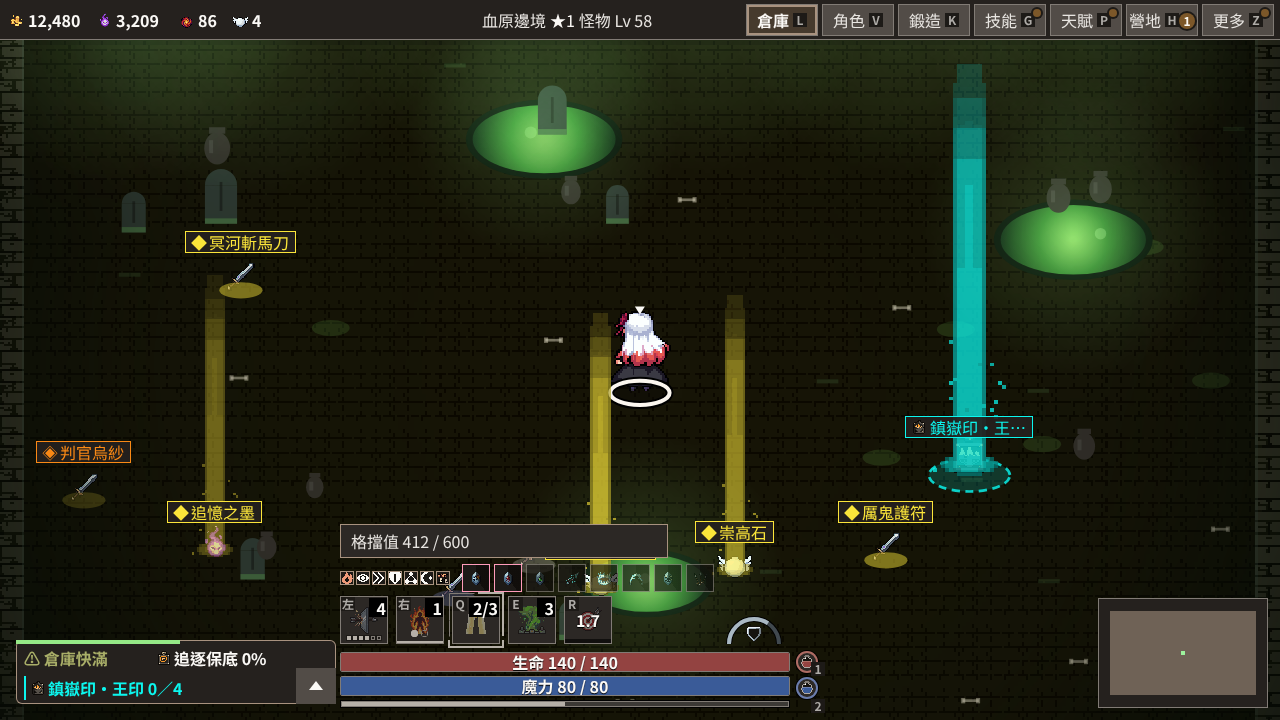 12,480 3,209 86 4
血原邊境 ★1 怪物 Lv 58
倉庫 L 角色 V 鍛造 K 技能 G 天賦 P 營地 H 1 更多 Z
冥河斬馬刀
鎮嶽印・王…
判官烏紗
追憶之墨
厲鬼護符
崇高石
格擋值 412 / 600
左 4 右 1 Q 2/3 E 3 R 1.7
倉庫快滿 追逐保底 0%
鎮嶽印・王印 0／4
生命 140 / 140 1
魔力 80 / 80 2